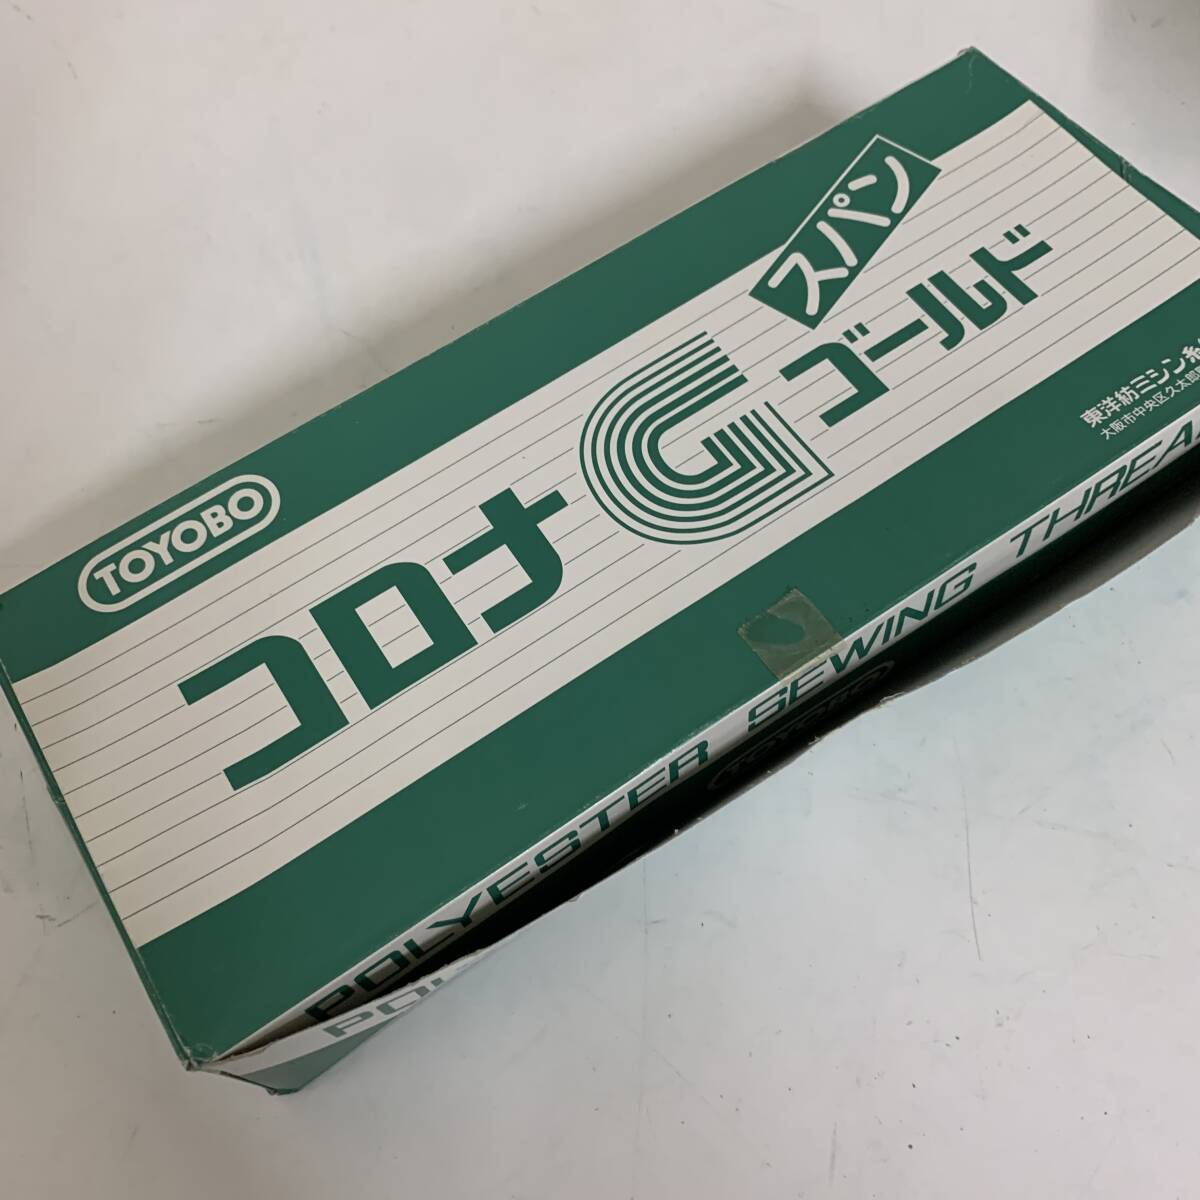 TOYOBO
コロナ
G
スパン
ゴールド
東洋紡ミシン糸
大阪市中央区久太郎
POLYESTER SEWING THREA
TOYOBO
POL